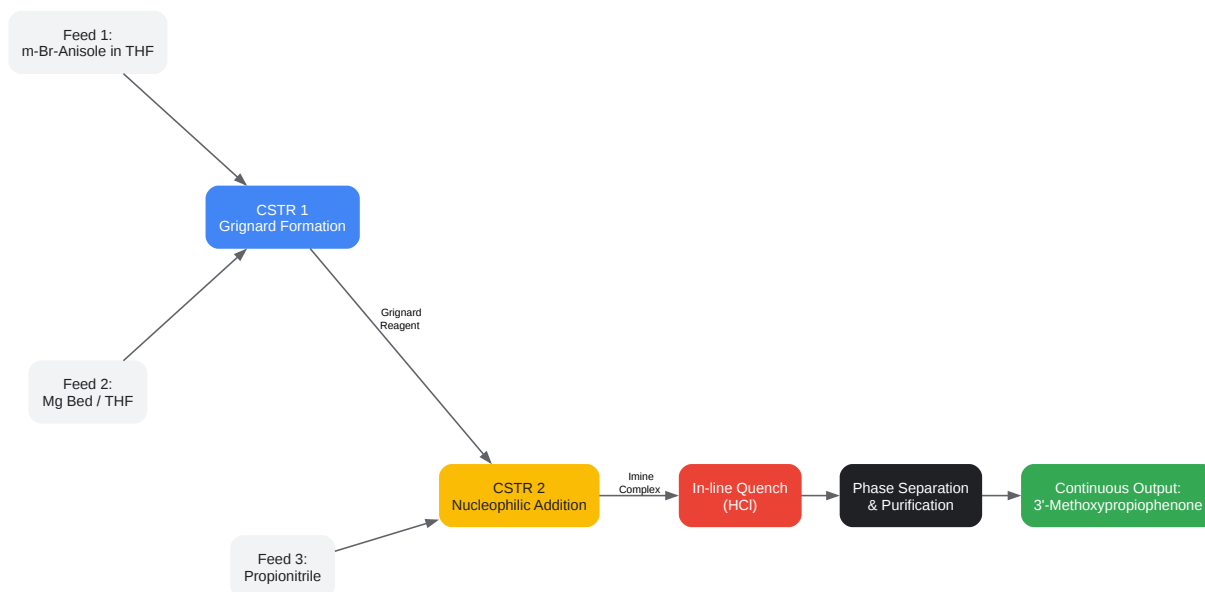 Feed 1:
m-Br-Anisole in THF
CSTR 1
Grignard Formation
Grignard
Reagent
Feed 2:
Mg Bed / THF
CSTR 2
Nucleophilic Addition
Imine
Complex
In-line Quench
(HCl)
Phase Separation
& Purification
Continuous Output:
3'-Methoxypropiophenone
Feed 3:
Propionitrile